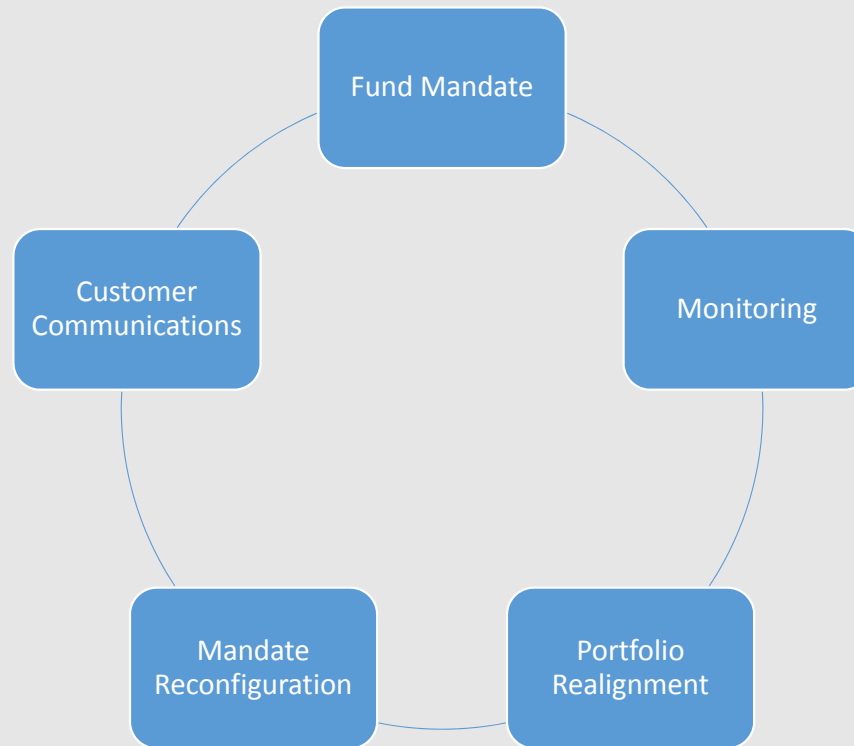 Fund Mandate
Monitoring
Portfolio
Realignment
Mandate
Reconfiguration
Customer
Communications